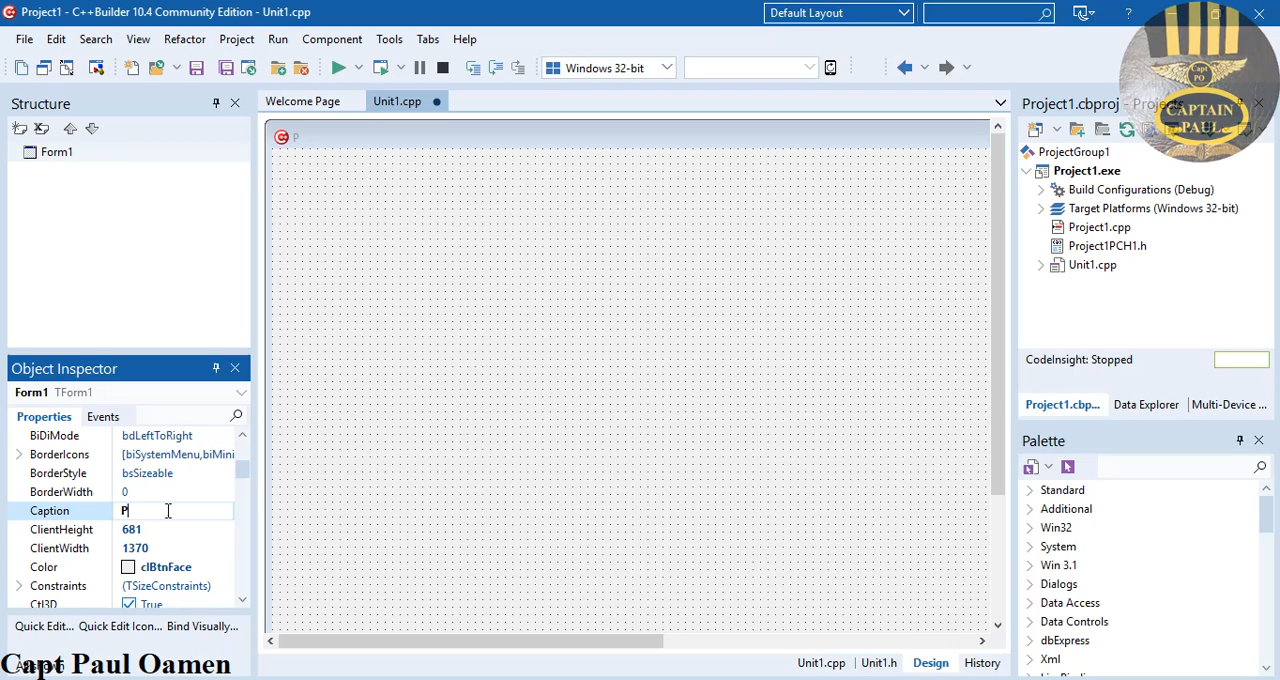 Project1 - C++Builder 10.4 Community Edition - Unit1.cpp
Default Layout
?
File Edit Search View Refactor Project Run Component Tools Tabs Help
Windows 32-bit
Structure
Form1
Welcome Page
Unit1.cpp
P
Project1.cbproj - Projects
ProjectGroup1
Project1.exe
Build Configurations (Debug)
Target Platforms (Windows 32-bit)
Project1.cpp
Project1PCH1.h
Unit1.cpp
CodeInsight: Stopped
Project1.cbp... Data Explorer Multi-Device ...
Capt
PO
CAPTAIN
PAUL
Object Inspector
Form1 TForm1
Properties Events
BiDiMode bdLeftToRight
BorderIcons [biSystemMenu,biMini
BorderStyle bsSizeable
BorderWidth 0
Caption P
ClientHeight 681
ClientWidth 1370
Color clBtnFace
Constraints (TSizeConstraints)
Ctl3D True
Quick Edit... Quick Edit Icon... Bind Visually...
Capt Paul Oamen
Unit1.cpp Unit1.h Design History
Palette
Standard
Additional
Win32
System
Win 3.1
Dialogs
Data Access
Data Controls
dbExpress
Xml